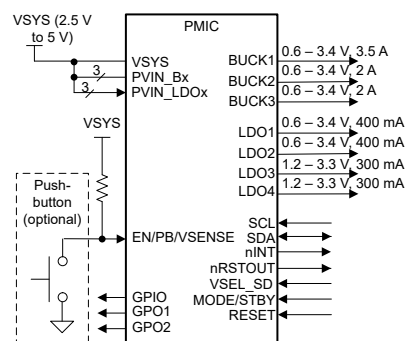 VSYS (2.5 V
to 5 V)
PMIC
VSYS
3
PVIN_Bx
3
PVIN_LDOx
VSYS
Push-
button
(optional)
EN/PB/VSENSE
GPIO
GPO1
GPO2
BUCK1
0.6 – 3.4 V, 3.5 A
BUCK2
0.6 – 3.4 V, 2 A
BUCK3
0.6 – 3.4 V, 2 A
LDO1
0.6 – 3.4 V, 400 mA
LDO2
0.6 – 3.4 V, 400 mA
LDO3
1.2 – 3.3 V, 300 mA
LDO4
1.2 – 3.3 V, 300 mA
SCL
SDA
nINT
nRSTOUT
VSEL_SD
MODE/STBY
RESET